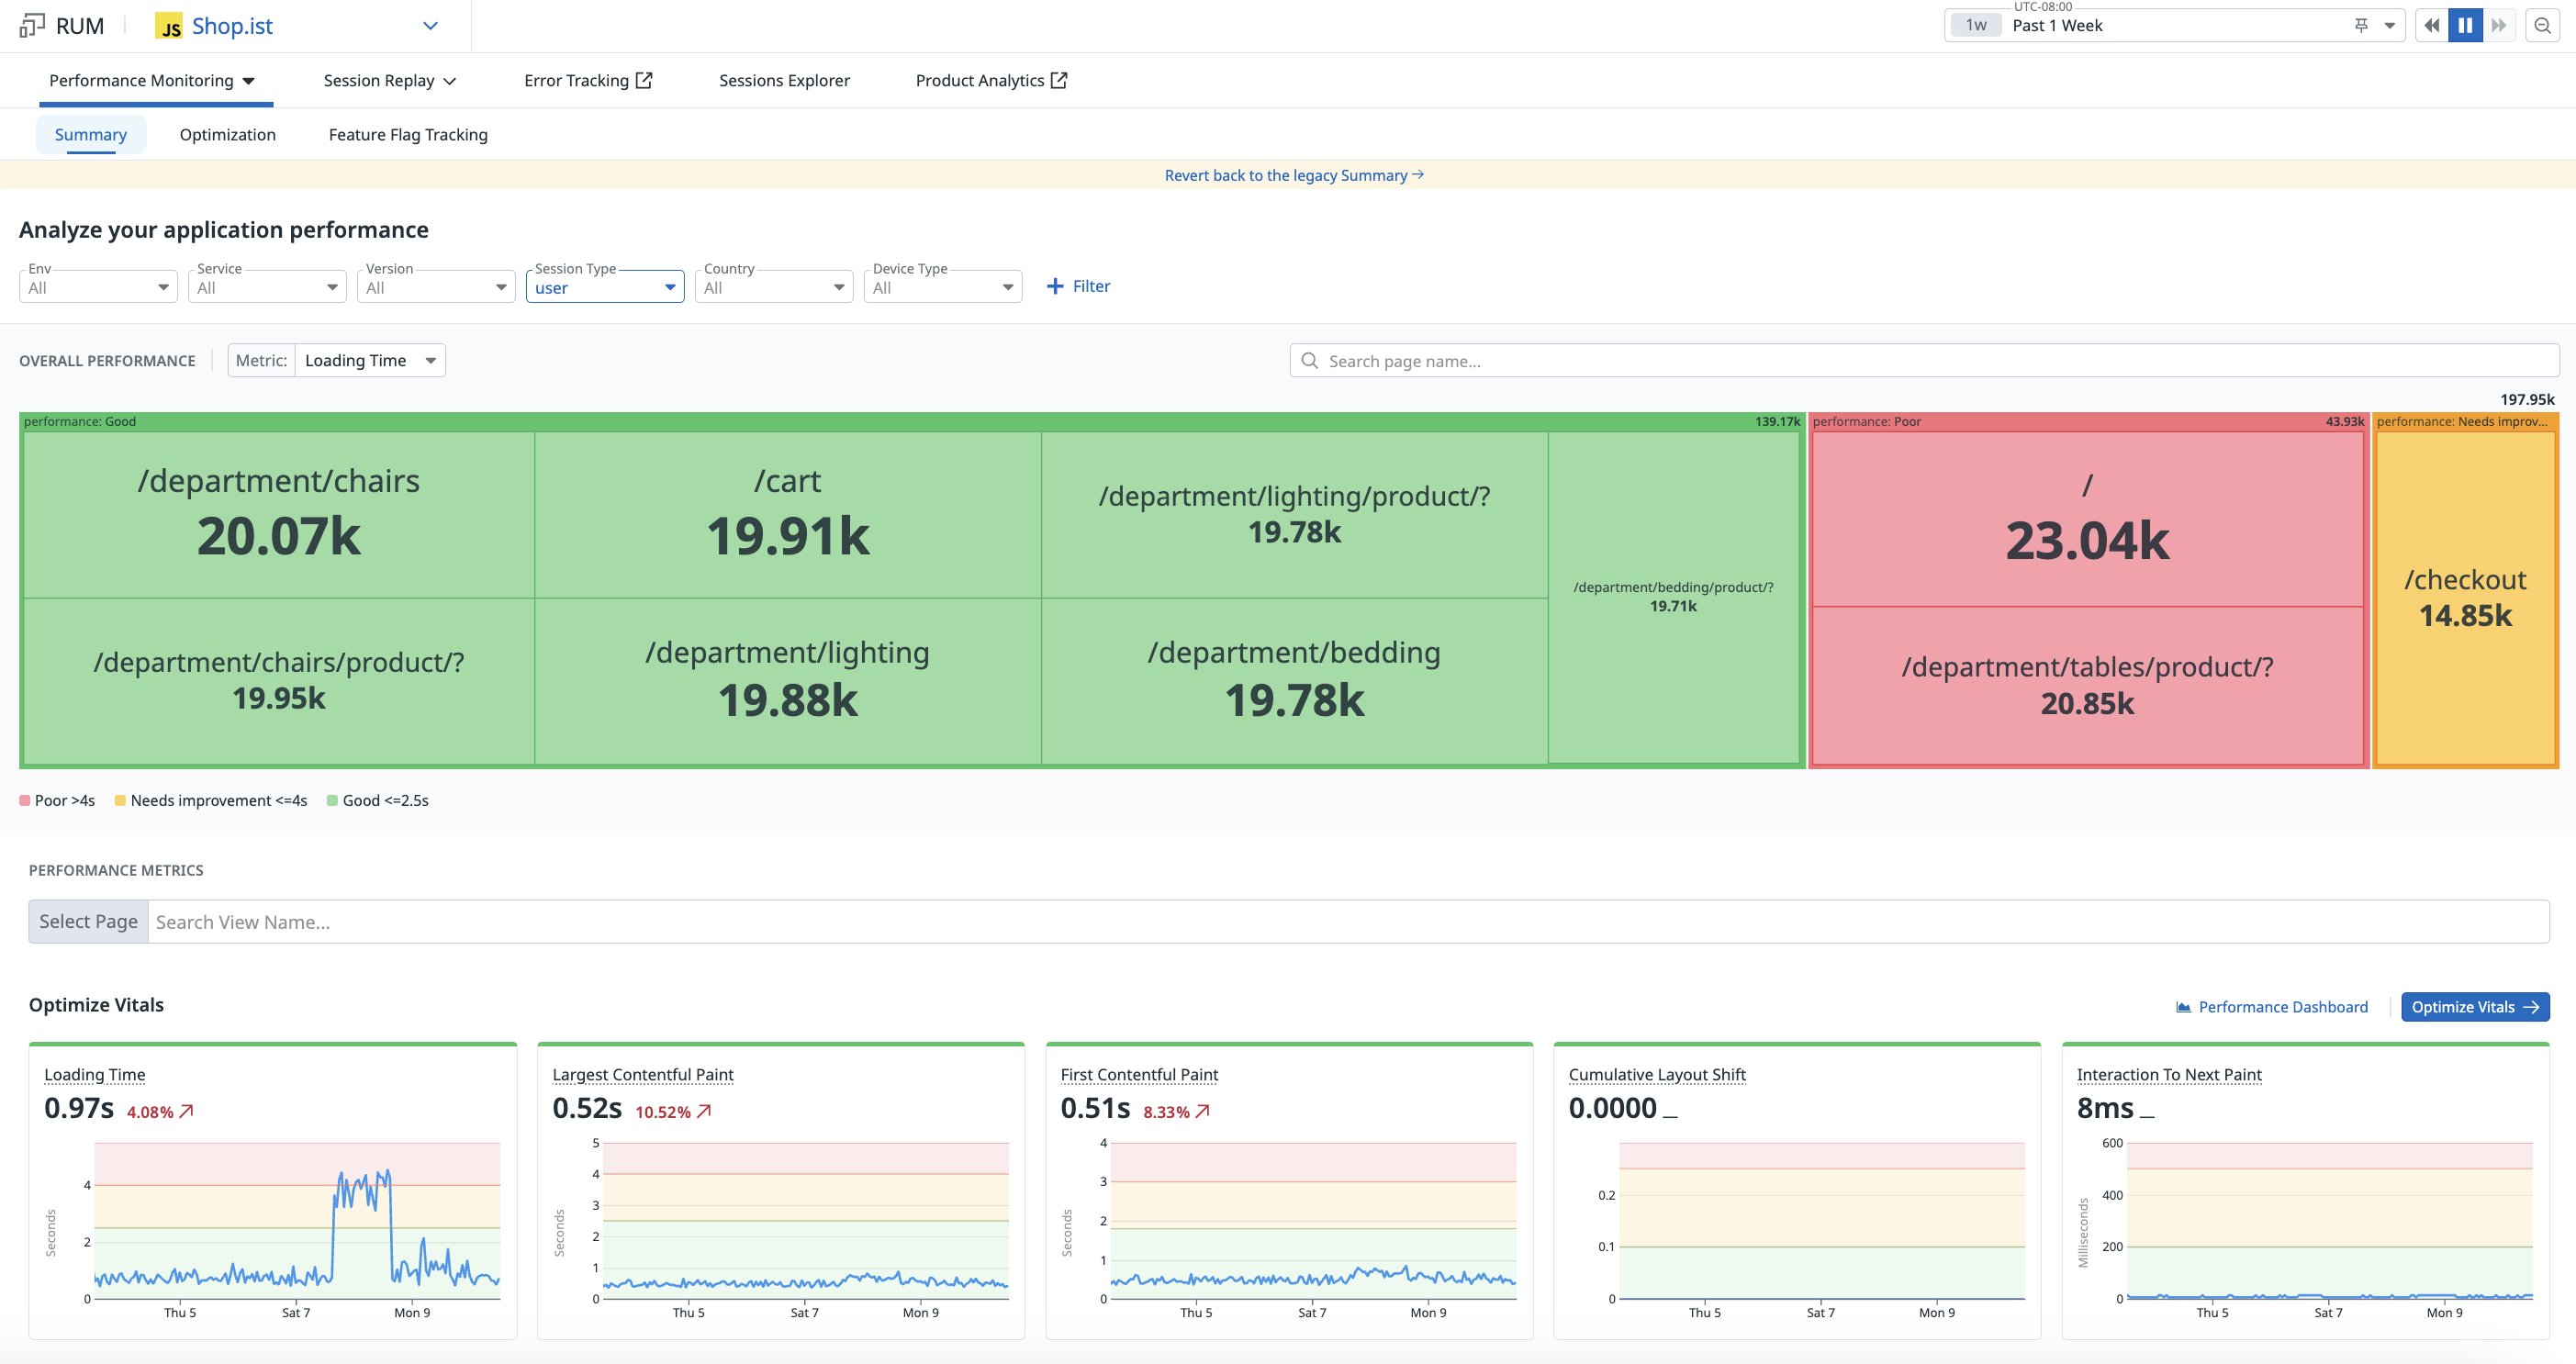 RUM
JS Shop.ist
UTC-08:00
1w Past 1 Week
Performance Monitoring
Session Replay
Error Tracking
Sessions Explorer
Product Analytics
Summary
Optimization
Feature Flag Tracking
Revert back to the legacy Summary →
Analyze your application performance
Env
All
Service
All
Version
All
Session Type
user
Country
All
Device Type
All
+ Filter
OVERALL PERFORMANCE
Metric: Loading Time
Search page name...
197.95k
performance: Good 139.17k
/department/chairs
20.07k
/cart
19.91k
/department/lighting/product/?
19.78k
/department/chairs/product/?
19.95k
/department/lighting
19.88k
/department/bedding
19.78k
/department/bedding/product/?
19.71k
performance: Poor 43.93k
/
23.04k
/department/tables/product/?
20.85k
performance: Needs improv...
/checkout
14.85k
Poor >4s
Needs improvement <=4s
Good <=2.5s
PERFORMANCE METRICS
Select Page Search View Name...
Optimize Vitals
Performance Dashboard
Optimize Vitals →
Loading Time
0.97s 4.08%
Seconds
4
2
0
Thu 5
Sat 7
Mon 9
Largest Contentful Paint
0.52s 10.52%
Seconds
5
4
3
2
1
0
Thu 5
Sat 7
Mon 9
First Contentful Paint
0.51s 8.33%
Seconds
4
3
2
1
0
Thu 5
Sat 7
Mon 9
Cumulative Layout Shift
0.0000 —
0.2
0.1
0
Thu 5
Sat 7
Mon 9
Interaction To Next Paint
8ms —
Milliseconds
600
400
200
0
Thu 5
Sat 7
Mon 9